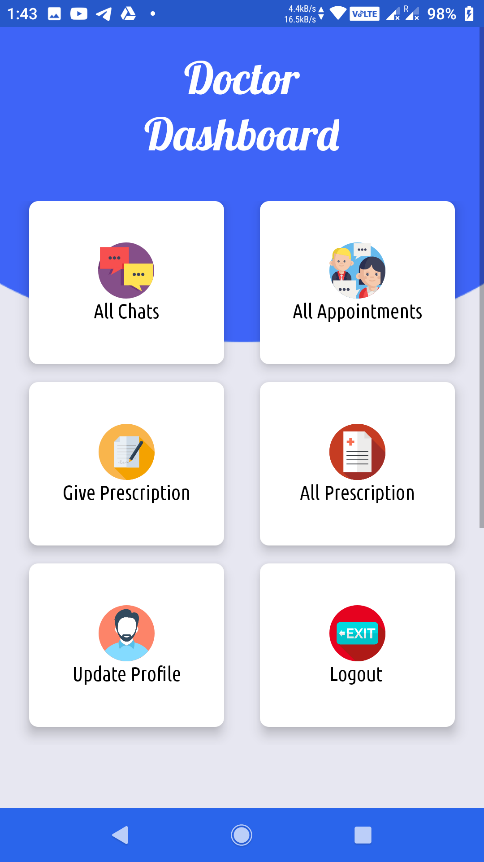 1:43 4.4kB/s 16.5kB/s VoLTE R 98%
Doctor
Dashboard
All Chats
All Appointments
Give Prescription
All Prescription
EXIT
Update Profile
Logout